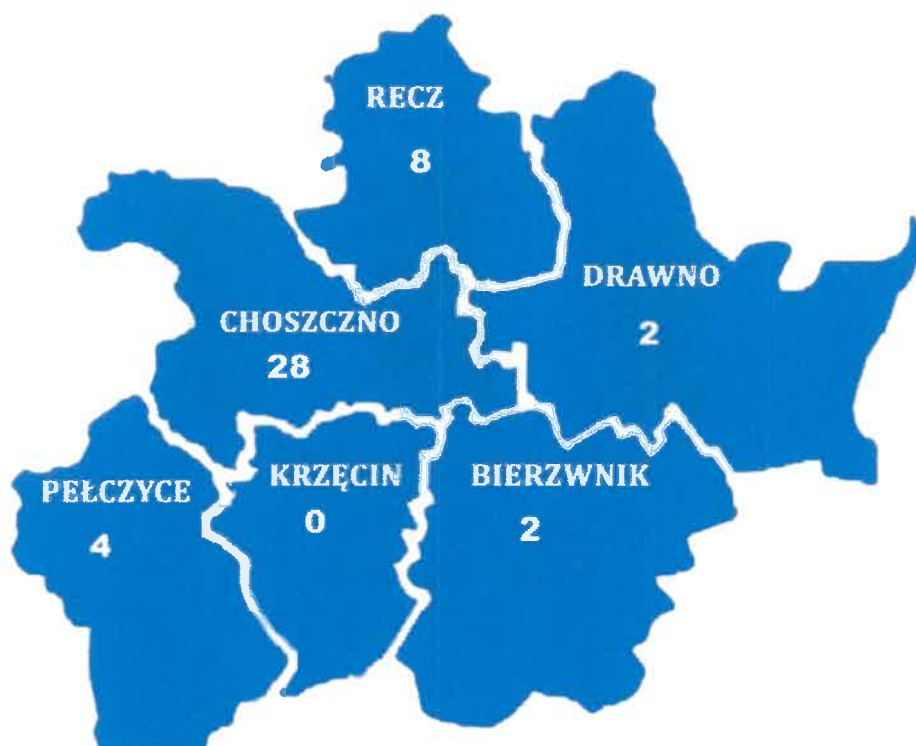 RECZ
8
DRAWNO
2
CHOSZCZNO
28
PEŁCZYCE
4
KRZĘCIN
0
BIERZWNIK
2